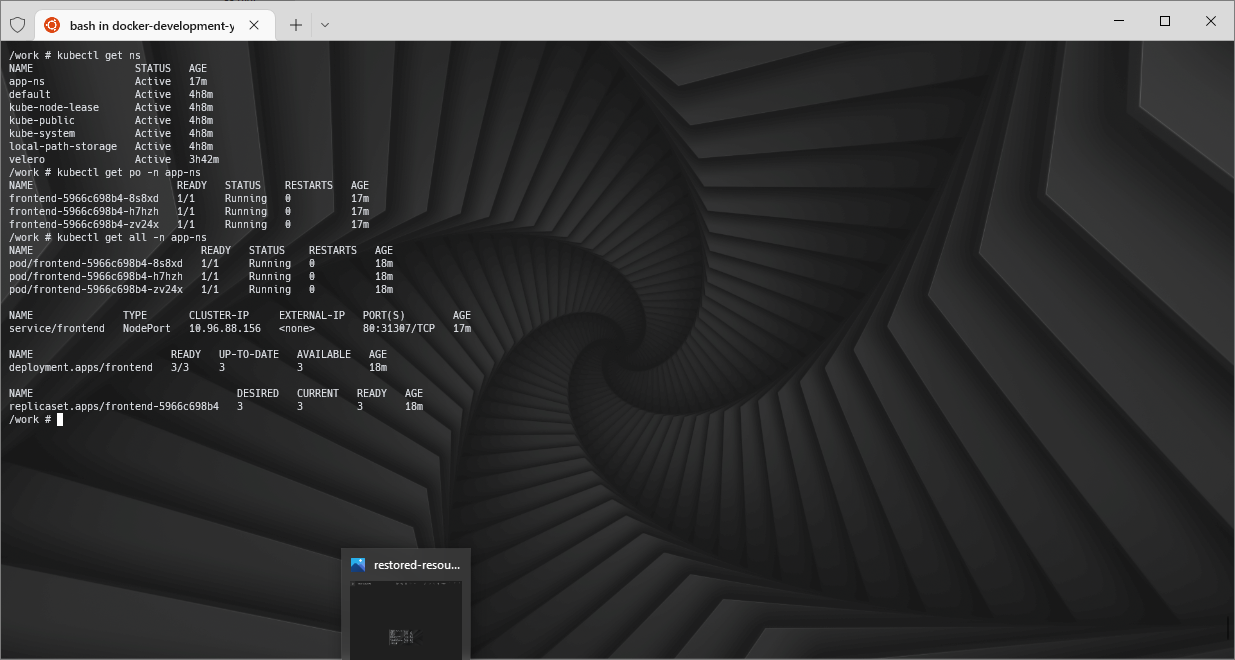 bash in docker-development-y
/work # kubectl get ns
NAME                 STATUS   AGE
app-ns               Active   17m
default              Active   4h8m
kube-node-lease      Active   4h8m
kube-public          Active   4h8m
kube-system          Active   4h8m
local-path-storage   Active   4h8m
velero               Active   3h42m
/work # kubectl get po -n app-ns
NAME                        READY   STATUS    RESTARTS   AGE
frontend-5966c698b4-8s8xd   1/1     Running   0          17m
frontend-5966c698b4-h7hzh   1/1     Running   0          17m
frontend-5966c698b4-zv24x   1/1     Running   0          17m
/work # kubectl get all -n app-ns
NAME                            READY   STATUS    RESTARTS   AGE
pod/frontend-5966c698b4-8s8xd   1/1     Running   0          18m
pod/frontend-5966c698b4-h7hzh   1/1     Running   0          18m
pod/frontend-5966c698b4-zv24x   1/1     Running   0          18m
NAME               TYPE       CLUSTER-IP     EXTERNAL-IP   PORT(S)        AGE
service/frontend   NodePort   10.96.88.156   <none>        80:31307/TCP   17m
NAME                       READY   UP-TO-DATE   AVAILABLE   AGE
deployment.apps/frontend   3/3     3            3           18m
NAME                                  DESIRED   CURRENT   READY   AGE
replicaset.apps/frontend-5966c698b4   3         3         3       18m
/work #
restored-resou...